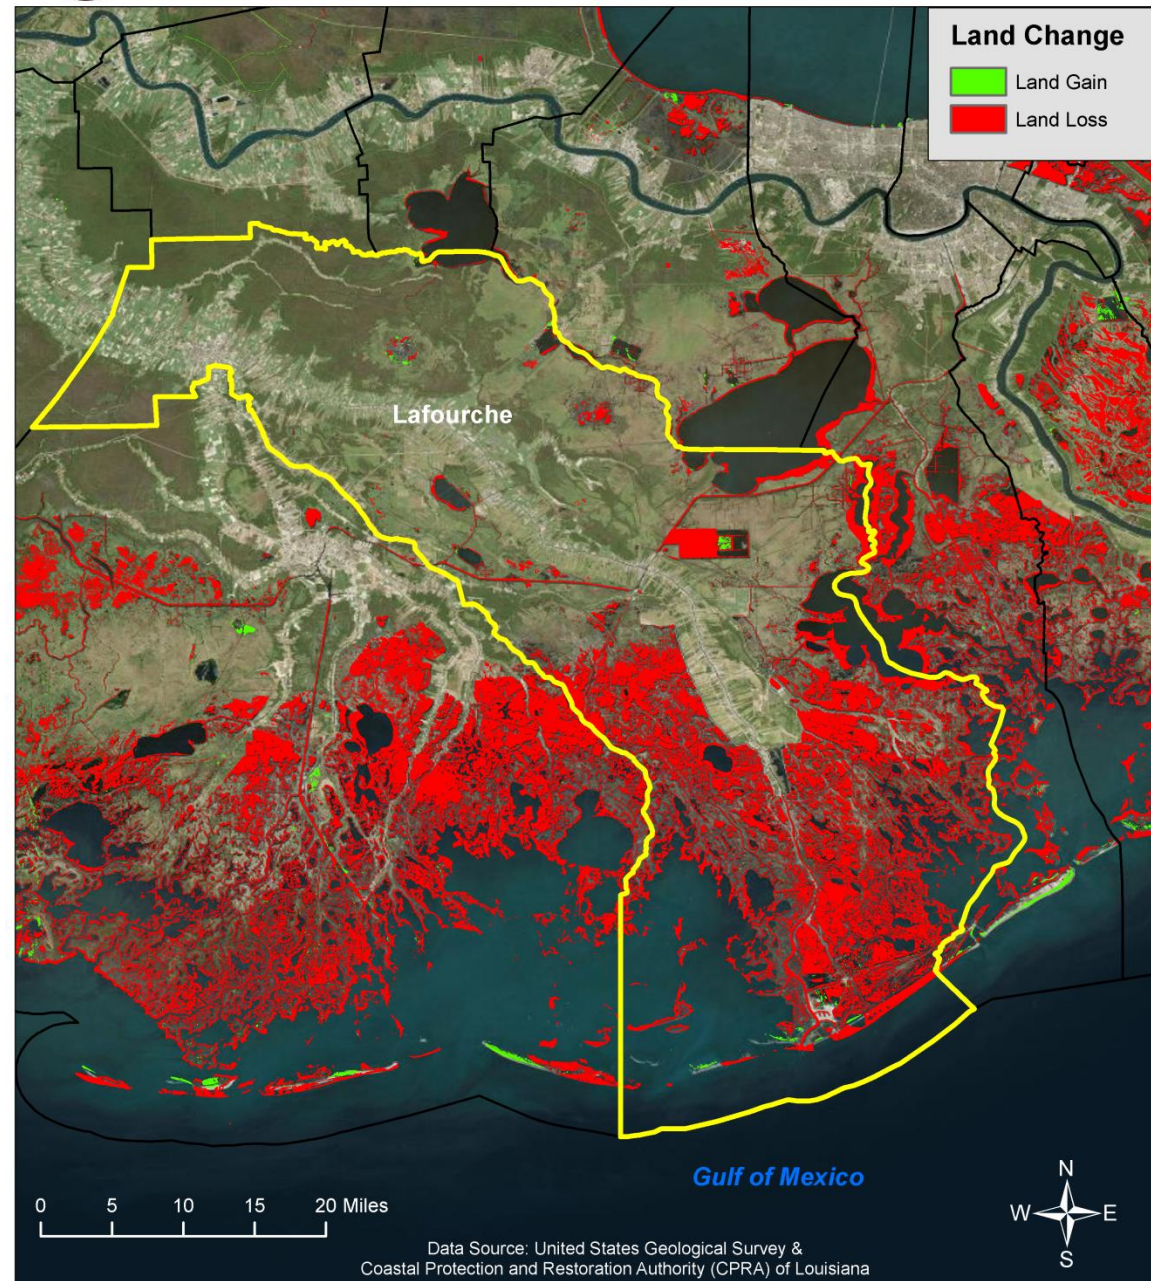 Land Change
Land Gain
Land Loss
Lafourche
Gulf of Mexico
0 5 10 15 20 Miles
N
W E
S
Data Source: United States Geological Survey &
Coastal Protection and Restoration Authority (CPRA) of Louisiana